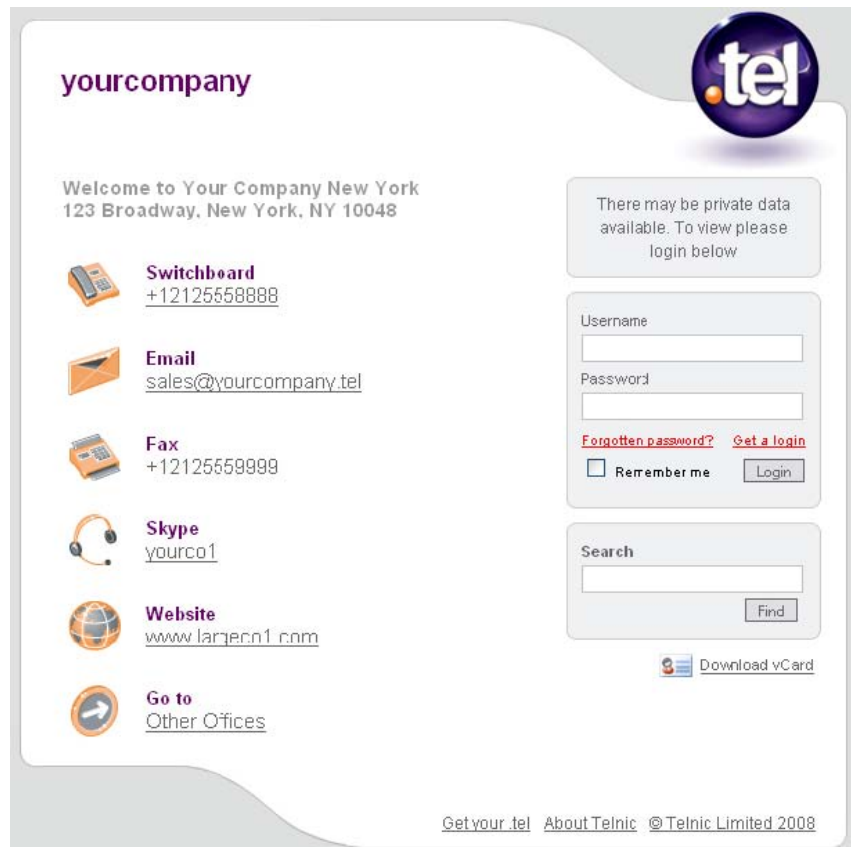 yourcompany
.tel
Welcome to Your Company New York
123 Broadway, New York, NY 10048
Switchboard
+12125558888
Email
sales@yourcompany.tel
Fax
+12125559999
Skype
yourco1
Website
www.largeco1.com
Go to
Other Offices
There may be private data
available. To view please
login below
Username
Password
Forgotten password? Get a login
Remember me Login
Search
Find
Download vCard
Get your .tel About Telnic © Telnic Limited 2008